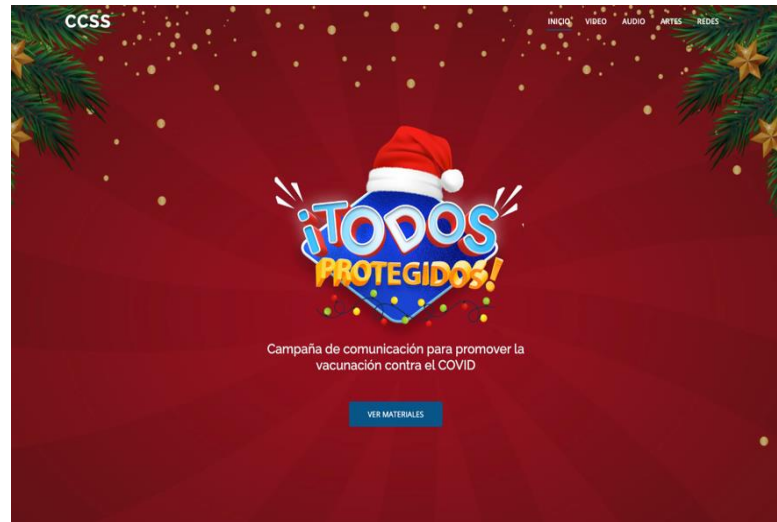 CCSS
INICIO VIDEO AUDIO ARTES REDES
¡TODOS
PROTEGIDOS!
Campaña de comunicación para promover la
vacunación contra el COVID
VER MATERIALES